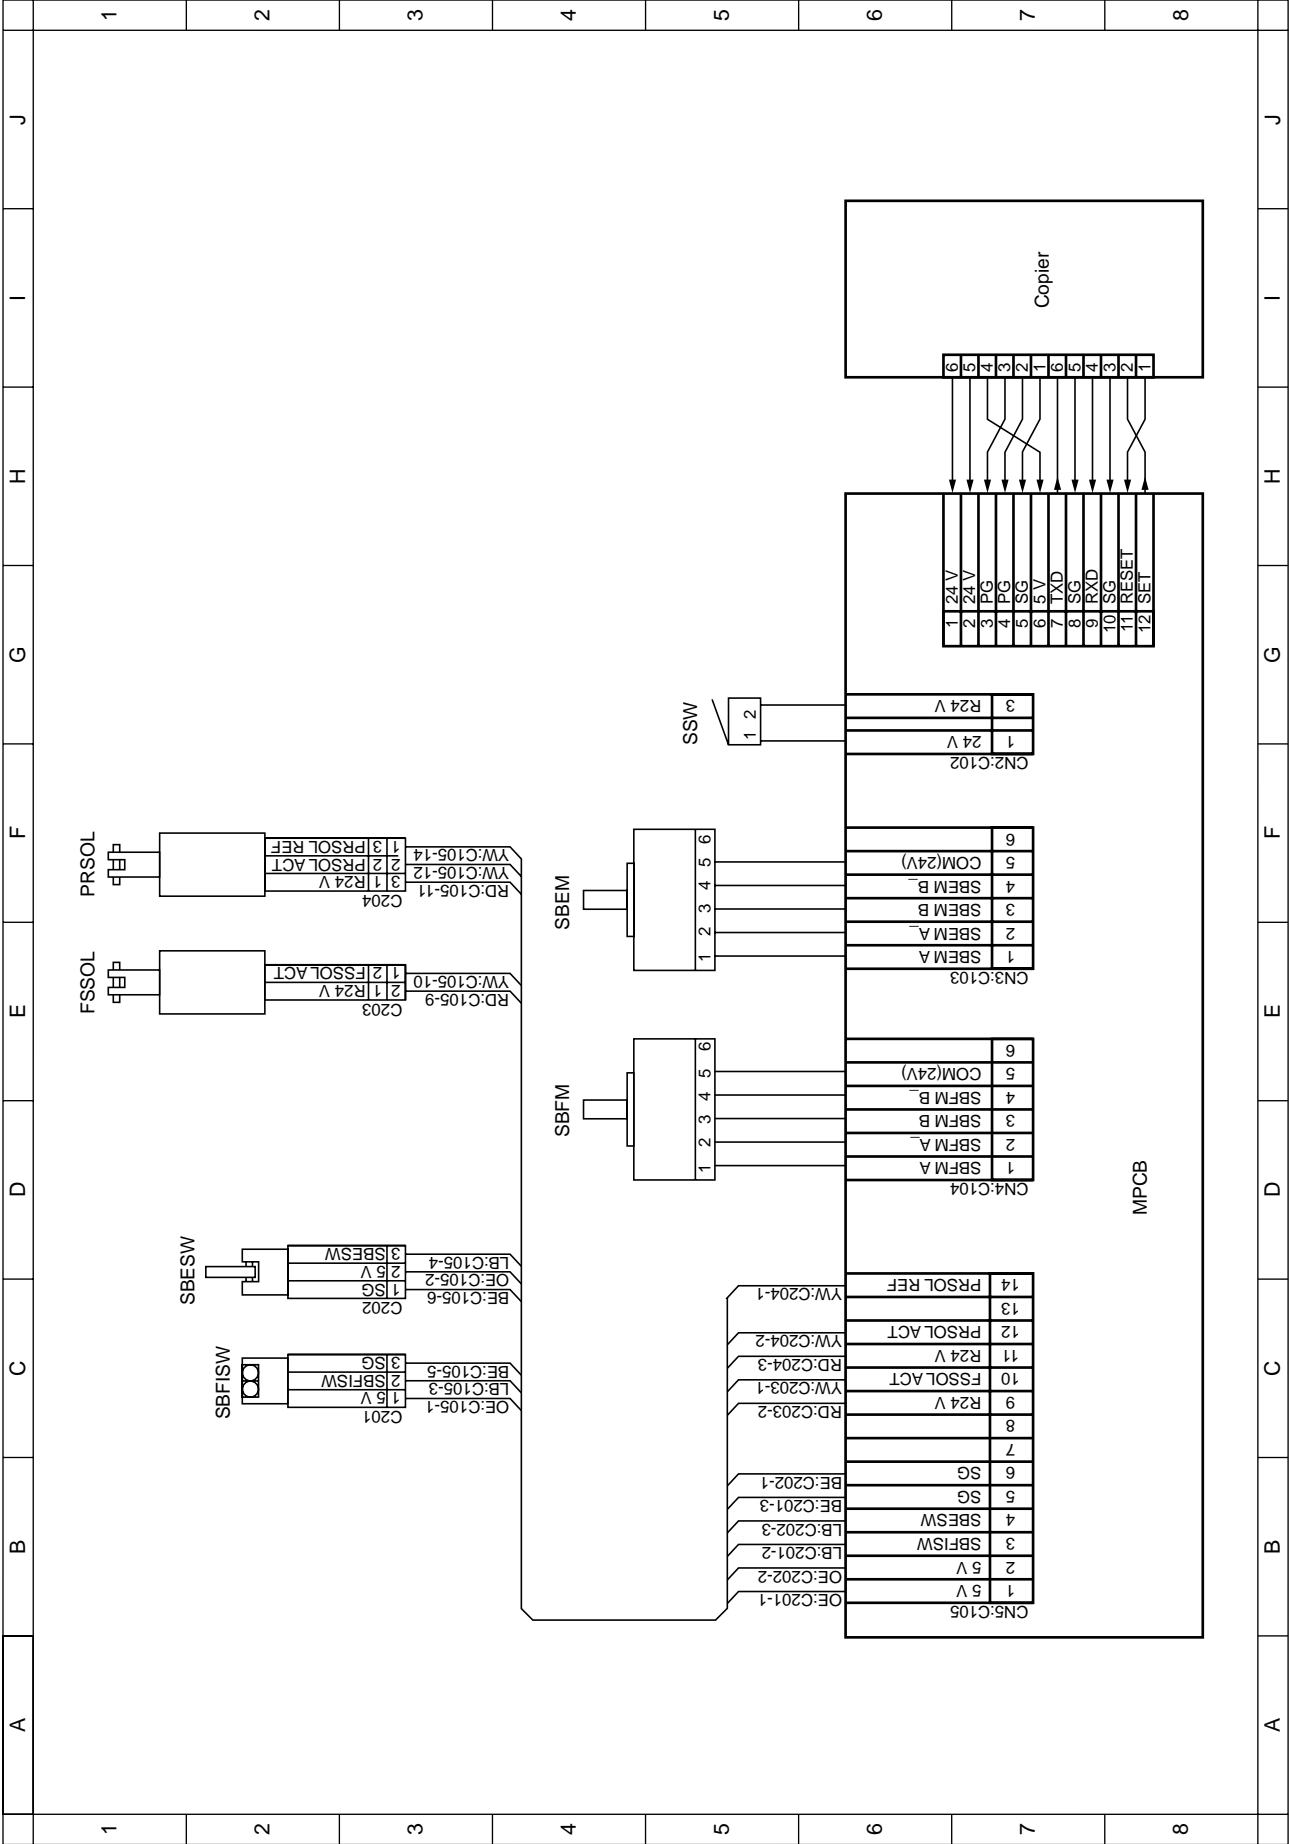 1 2 3 4 5 6 7 8
J
I
H
G
F
E
D
C
B
A
J
I
H
G
F
E
D
C
B
A
1 2 3 4 5 6 7 8
SBFISW
1 5 V
2 SBFISW
3 SG
C201
OE:C105-1
LB:C105-3
BE:C105-5
SBESW
1 SG
2 5 V
3 SBESW
C202
BE:C105-6
OE:C105-2
LB:C105-4
FSSOL
2 1 R24 V
1 2 FSSOL ACT
C203
RD:C105-9
YW:C105-10
PRSOL
3 1 R24 V
2 2 PRSOL ACT
1 3 PRSOL REF
C204
RD:C105-11
YW:C105-12
YW:C105-14
SBFM
1 2 3 4 5 6
SBEM
1 2 3 4 5 6
SSW
1 2
OE:C201-1
OE:C202-2
LB:C201-2
LB:C202-3
BE:C201-3
BE:C202-1
RD:C203-2
YW:C203-1
RD:C204-3
YW:C204-2
YW:C204-1
CN5:C105
1 5 V
2 5 V
3 SBFISW
4 SBESW
5 SG
6 SG
7
8
9 R24 V
10 FSSOL ACT
11 R24 V
12 PRSOL ACT
13
14 PRSOL REF
CN4:C104
1 SBFM A
2 SBFM A_
3 SBFM B
4 SBFM B_
5 COM(24V)
6
CN3:C103
1 SBEM A
2 SBEM A_
3 SBEM B
4 SBEM B_
5 COM(24V)
6
CN2:C102
1 24 V
3 R24 V
1 24 V
2 24 V
3 PG
4 PG
5 SG
6 5 V
7 TXD
8 SG
9 RXD
10 SG
11 RESET
12 SET
MPCB
6
5
4
3
2
1
6
5
4
3
2
1
Copier